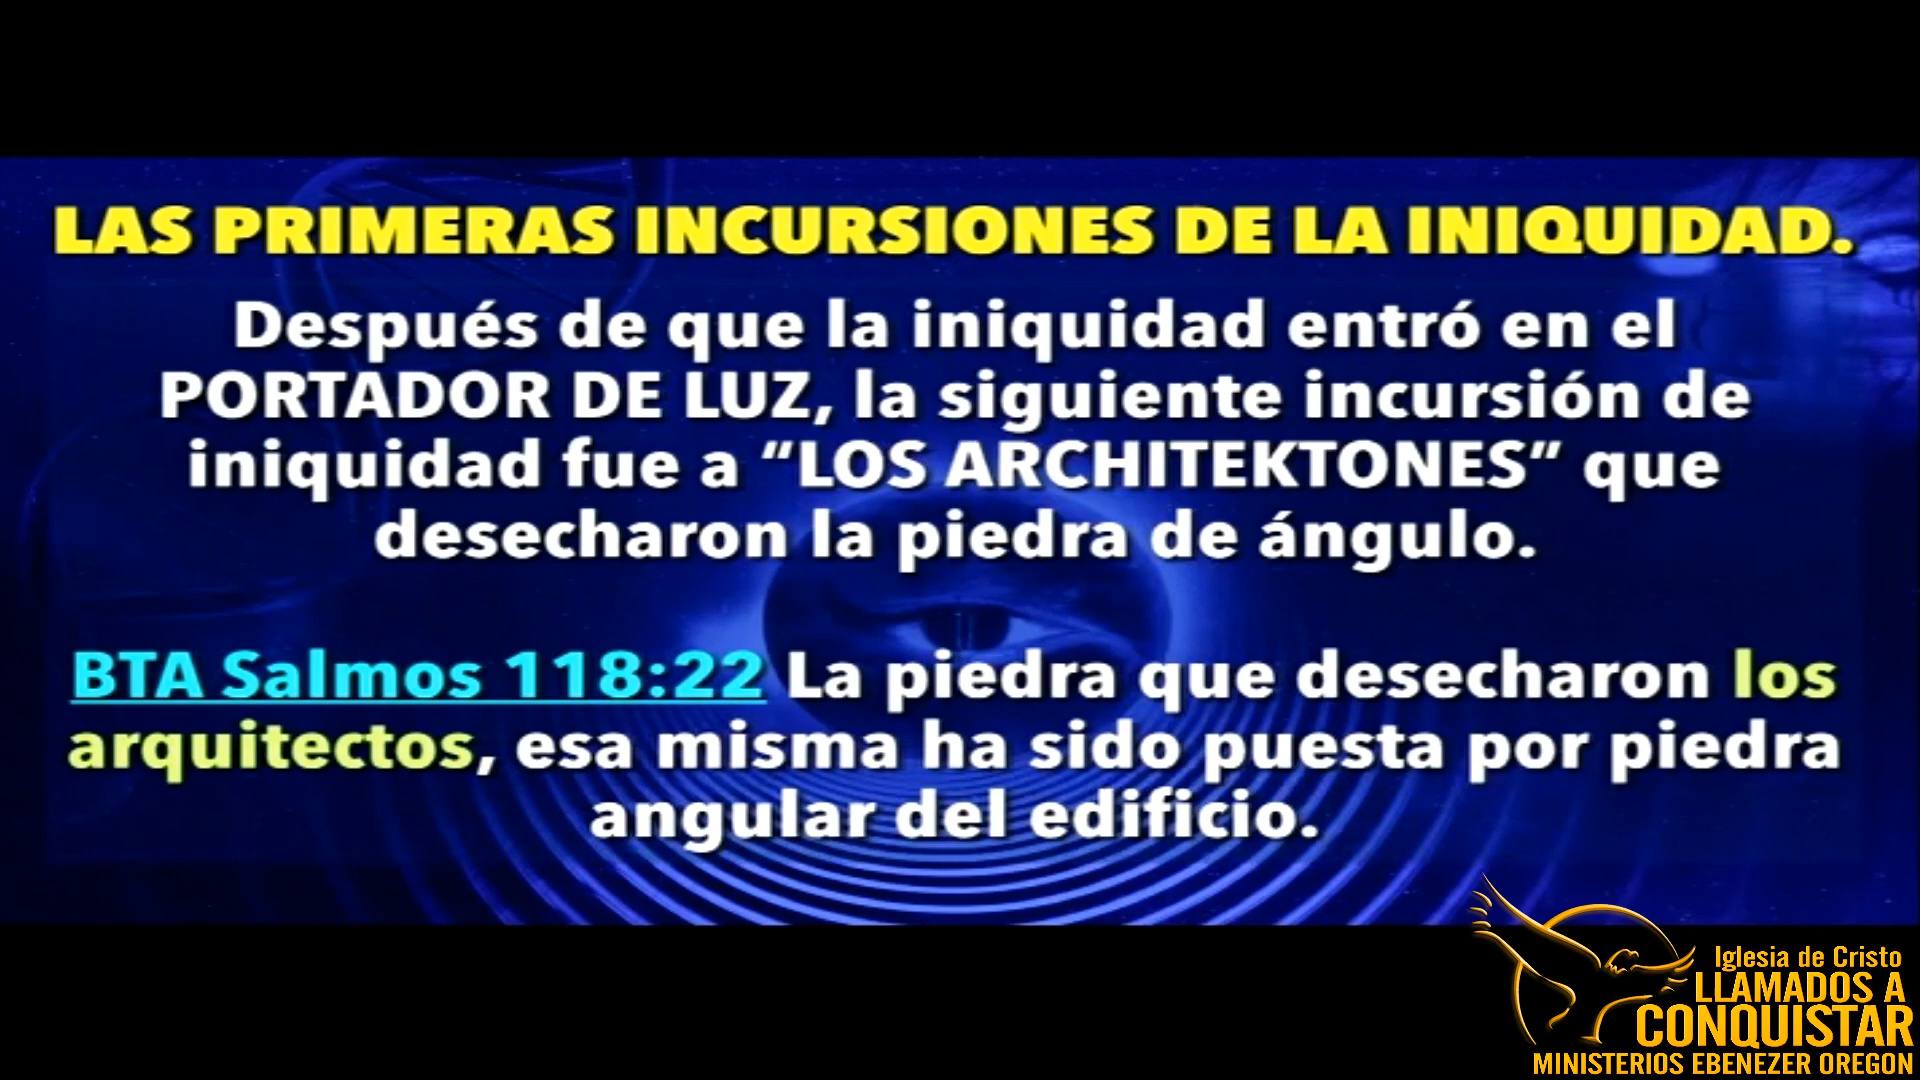 LAS PRIMERAS INCURSIONES DE LA INIQUIDAD.
Después de que la iniquidad entró en el
PORTADOR DE LUZ, la siguiente incursión de
iniquidad fue a “LOS ARCHITEKTONES” que
desecharon la piedra de ángulo.
BTA Salmos 118:22 La piedra que desecharon los
arquitectos, esa misma ha sido puesta por piedra
angular del edificio.
Iglesia de Cristo
LLAMADOS A
CONQUISTAR
MINISTERIOS EBENEZER OREGON